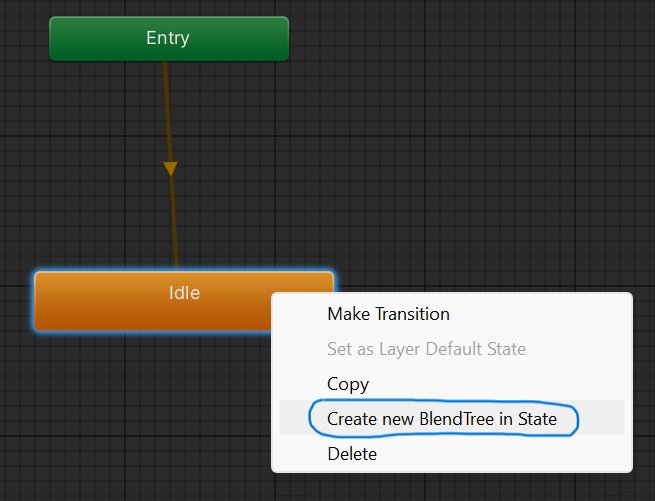 Entry
Idle
Make Transition
Set as Layer Default State
Copy
Create new BlendTree in State
Delete